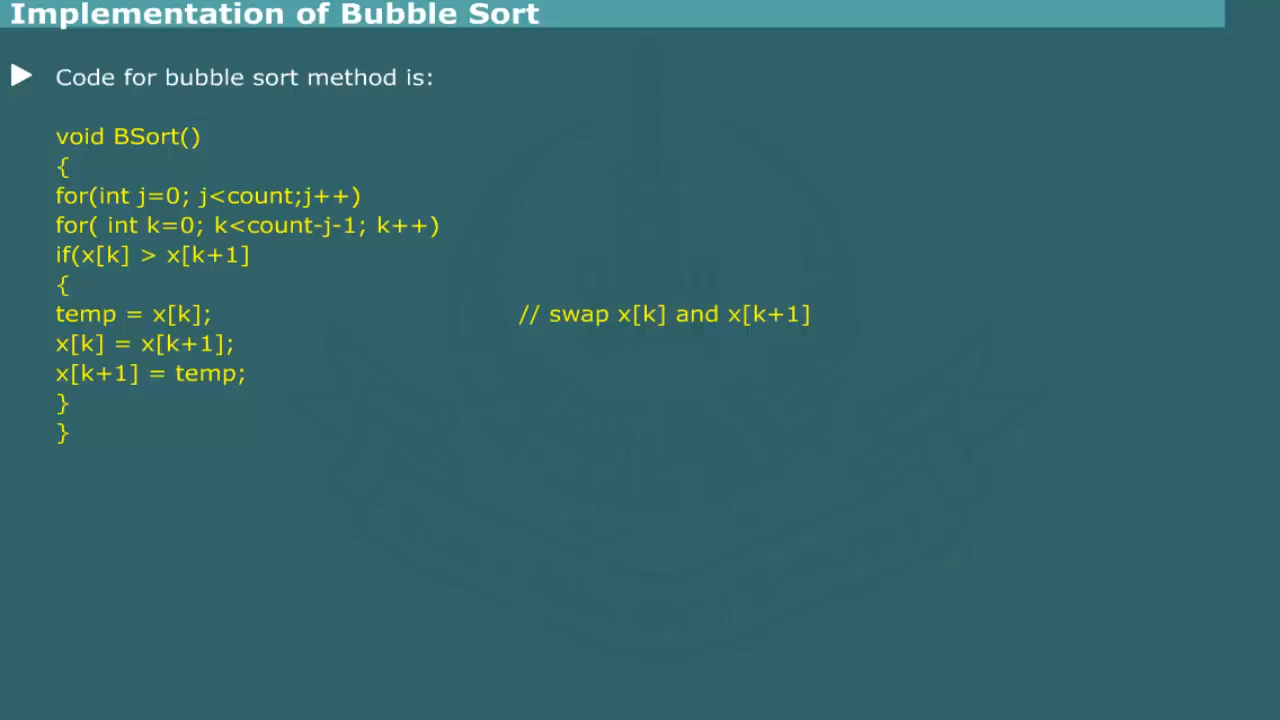 Implementation of Bubble Sort
Code for bubble sort method is:
void BSort()
{
for(int j=0; j<count;j++)
for( int k=0; k<count-j-1; k++)
if(x[k] > x[k+1]
{
temp = x[k]; // swap x[k] and x[k+1]
x[k] = x[k+1];
x[k+1] = temp;
}
}